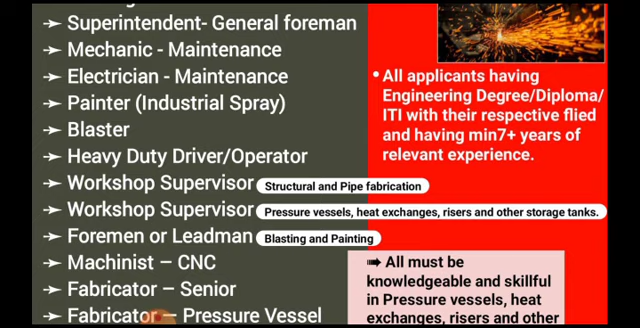 ➛ Superintendent- General foreman
➛ Mechanic - Maintenance
➛ Electrician - Maintenance
➛ Painter (Industrial Spray)
➛ Blaster
➛ Heavy Duty Driver/Operator
➛ Workshop Supervisor Structural and Pipe fabrication
➛ Workshop Supervisor Pressure vessels, heat exchanges, risers and other storage tanks.
➛ Foremen or Leadman Blasting and Painting
➛ Machinist – CNC
➛ Fabricator – Senior
➛ Fabricator – Pressure Vessel
• All applicants having
Engineering Degree/Diploma/
ITI with their respective flied
and having min7+ years of
relevant experience.
➠ All must be
knowledgeable and skillful
in Pressure vessels, heat
exchanges, risers and other